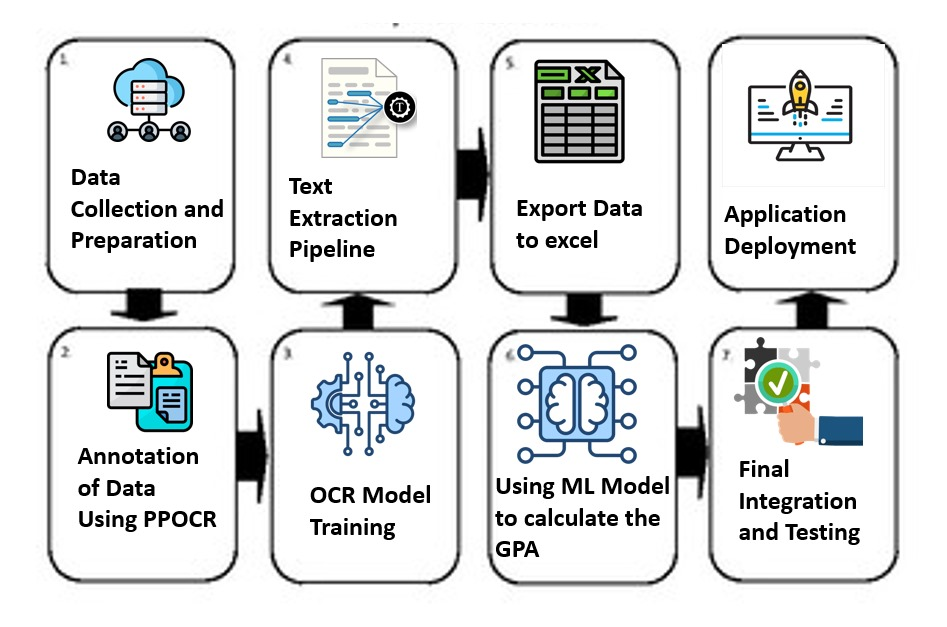 1.
Data
Collection and
Preparation
2.
Annotation
of Data
Using PPOCR
3.
OCR Model
Training
4.
T
Text
Extraction
Pipeline
5.
X
Export Data
to excel
6.
Using ML Model
to calculate the
GPA
7.
Final
Integration
and Testing
Application
Deployment